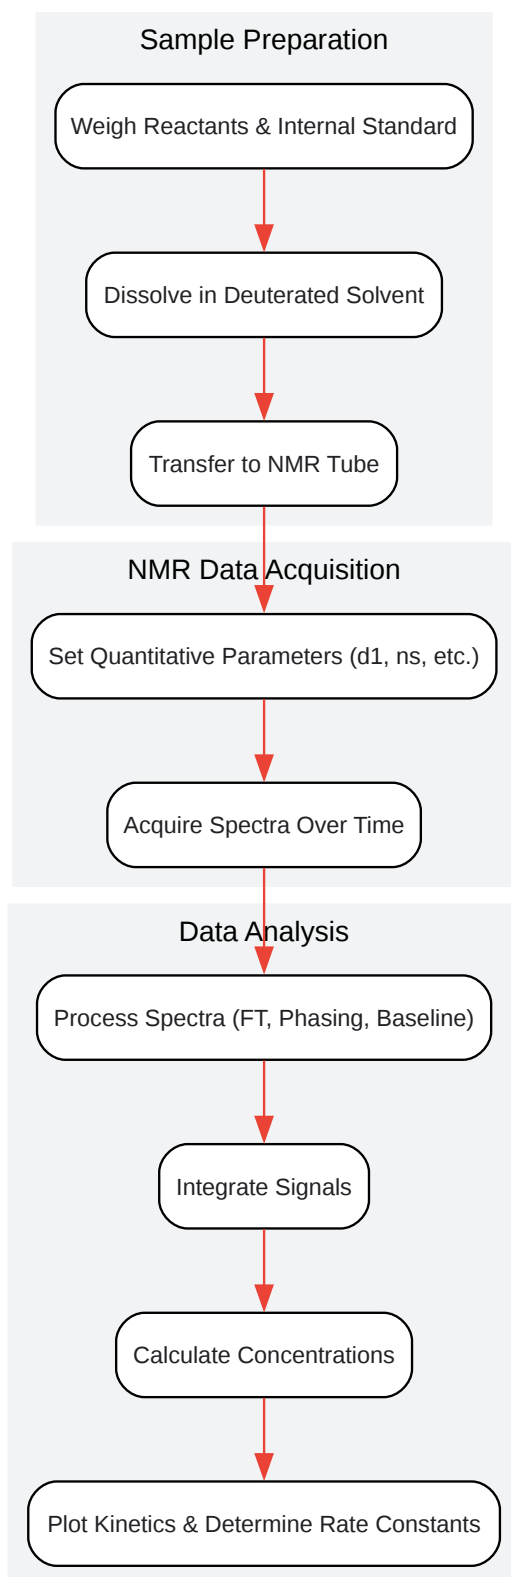 Sample Preparation
Weigh Reactants & Internal Standard
Dissolve in Deuterated Solvent
Transfer to NMR Tube
NMR Data Acquisition
Set Quantitative Parameters (d1, ns, etc.)
Acquire Spectra Over Time
Data Analysis
Process Spectra (FT, Phasing, Baseline)
Integrate Signals
Calculate Concentrations
Plot Kinetics & Determine Rate Constants